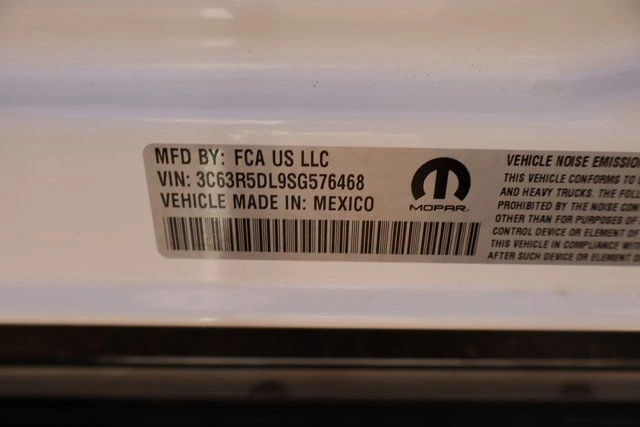 MFD BY: FCA US LLC
VIN: 3C63R5DL9SG576468
VEHICLE MADE IN: MEXICO
MOPAR
VEHICLE NOISE EMISSION
THIS VEHICLE CONFORMS TO
AND HEAVY TRUCKS. THE FOLL
PROHIBITED BY THE NOISE CON
OTHER THAN FOR PURPOSES OF
CONTROL DEVICE OR ELEMENT OF
THIS VEHICLE IN COMPLIANCE WITH
AFTER SUCH DEVICE OR ELEMENT OF